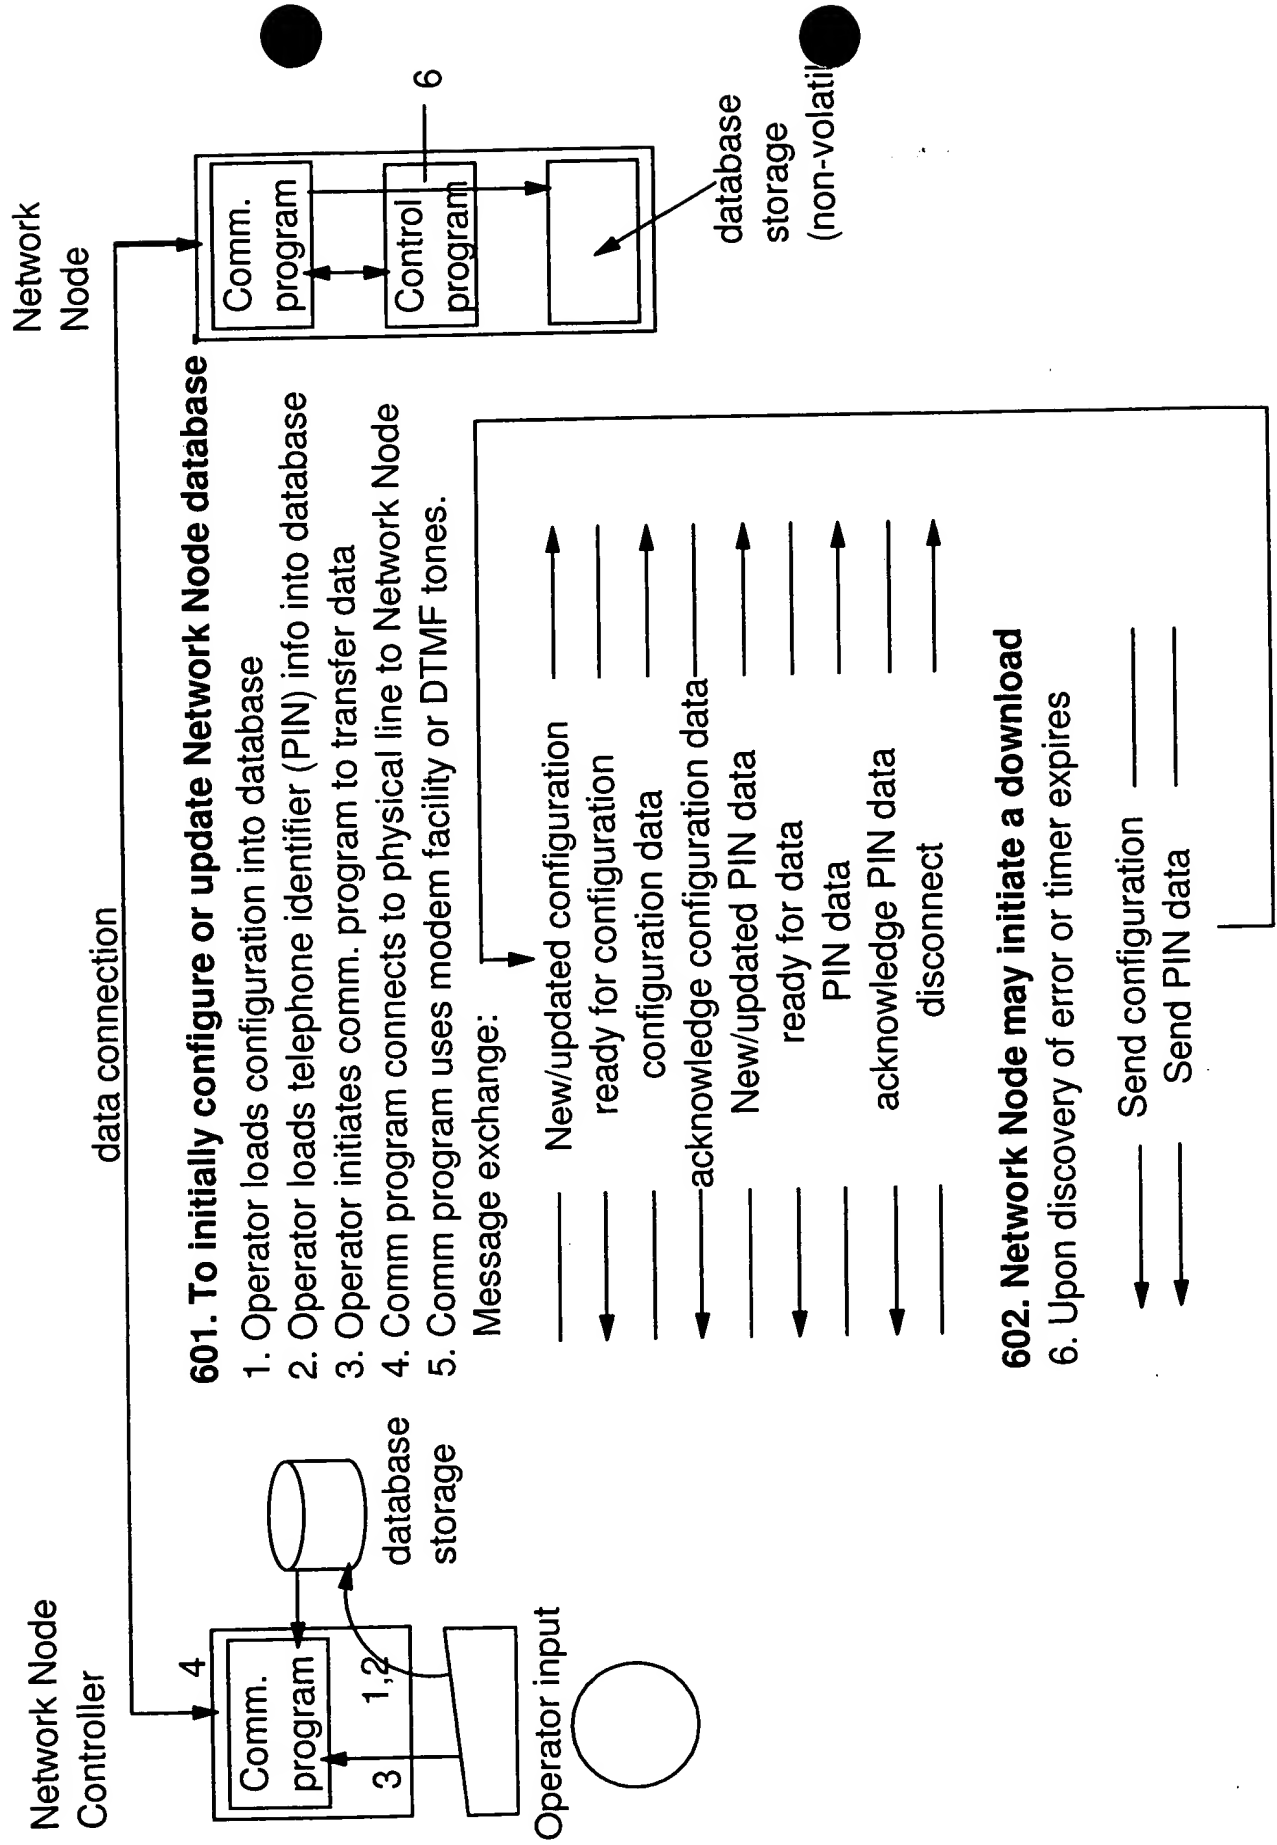 Network Node
Controller
data connection
Network
Node
4
Comm.
program
3
1,2
database
storage
Operator input
601. To initially configure or update Network Node database
1. Operator loads configuration into database
2. Operator loads telephone identifier (PIN) info into database
3. Operator initiates comm. program to transfer data
4. Comm program connects to physical line to Network Node
5. Comm program uses modem facility or DTMF tones.
Message exchange:
New/updated configuration
ready for configuration
configuration data
acknowledge configuration data
New/updated PIN data
ready for data
PIN data
acknowledge PIN data
disconnect
602. Network Node may initiate a download
6. Upon discovery of error or timer expires
Send configuration
Send PIN data
Comm.
program
Control
program
6
database
storage
(non-volatil